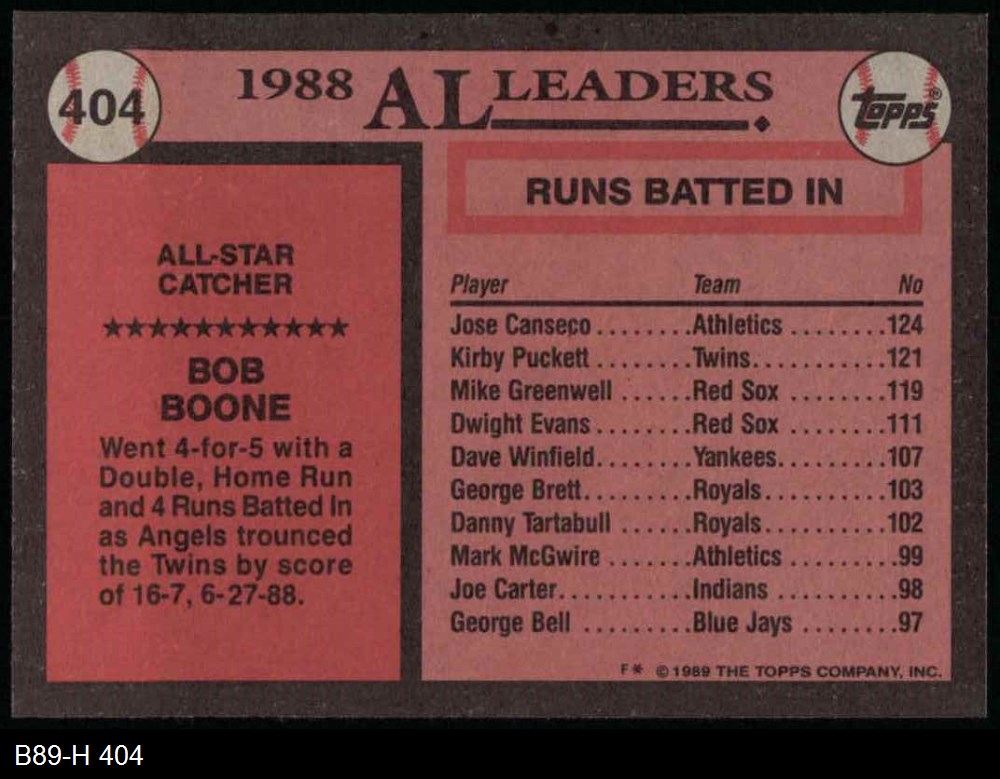 404
1988 AL LEADERS
TOPPS®
RUNS BATTED IN
ALL-STAR
CATCHER
★★★★★★★★★★★
BOB
BOONE
Went 4-for-5 with a
Double, Home Run
and 4 Runs Batted In
as Angels trounced
the Twins by score
of 16-7, 6-27-88.
Player Team No
Jose Canseco ........Athletics ........124
Kirby Puckett ........Twins...........121
Mike Greenwell ......Red Sox ........119
Dwight Evans ........Red Sox ........111
Dave Winfield........Yankees.........107
George Brett.........Royals..........103
Danny Tartabull ......Royals..........102
Mark McGwire .......Athletics .........99
Joe Carter...........Indians ..........98
George Bell .........Blue Jays ........97
F* © 1989 THE TOPPS COMPANY, INC.
B89-H 404